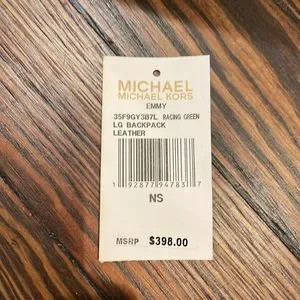 MICHAEL
MICHAEL KORS
EMMY
35F9GY3B7L RACING GREEN
LG BACKPACK
LEATHER
1 92877 94783 7
NS
MSRP $398.00